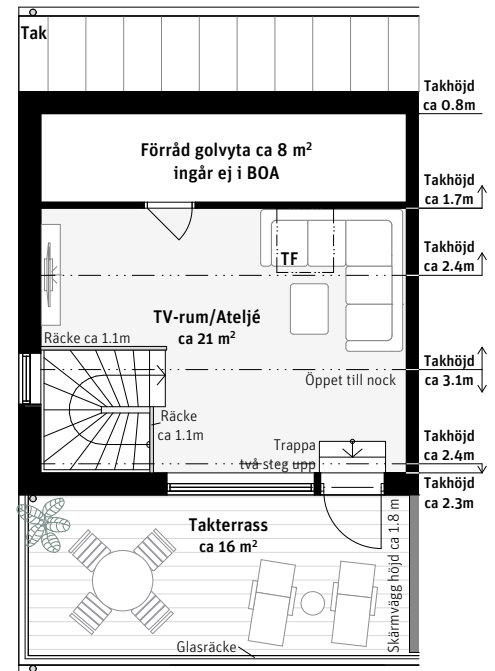 Tak
Takhöjd
ca 0.8m
Förråd golvyta ca 8 m²
ingår ej i BOA
Takhöjd
ca 1.7m
TF
Takhöjd
ca 2.4m
TV-rum/Ateljé
ca 21 m²
Räcke ca 1.1m
Takhöjd
ca 3.1m
Öppet till nock
Räcke
ca 1.1m
Trappa
två steg upp
Takhöjd
ca 2.4m
Takhöjd
ca 2.3m
Takterrass
ca 16 m²
Skärmvägg höjd ca 1.8 m
Glasräcke